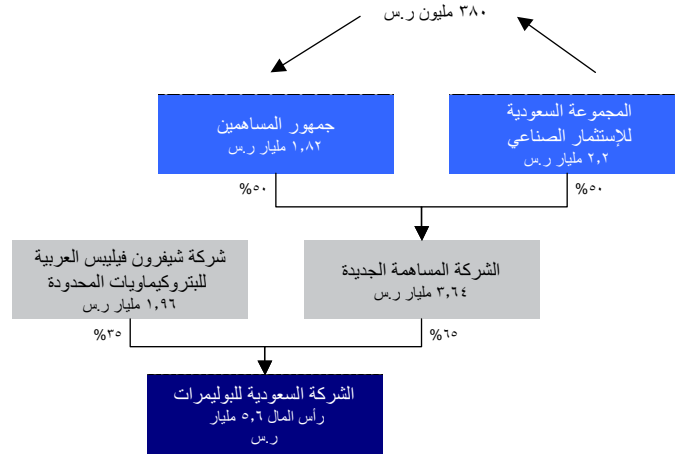 ٣٨٠ مليون ر.س
المجموعة السعودية
للإستثمار الصناعي
٢,٢ مليار ر.س
جمهور المساهمين
١,٨٢ مليار ر.س
%٥٠
%٥٠
الشركة المساهمة الجديدة
٣,٦٤ مليار ر.س
شركة شيفرون فيليبس العربية
للبتروكيماويات المحدودة
١,٩٦ مليار ر.س
%٦٥
%٣٥
الشركة السعودية للبوليمرات
رأس المال ٥,٦ مليار
ر.س